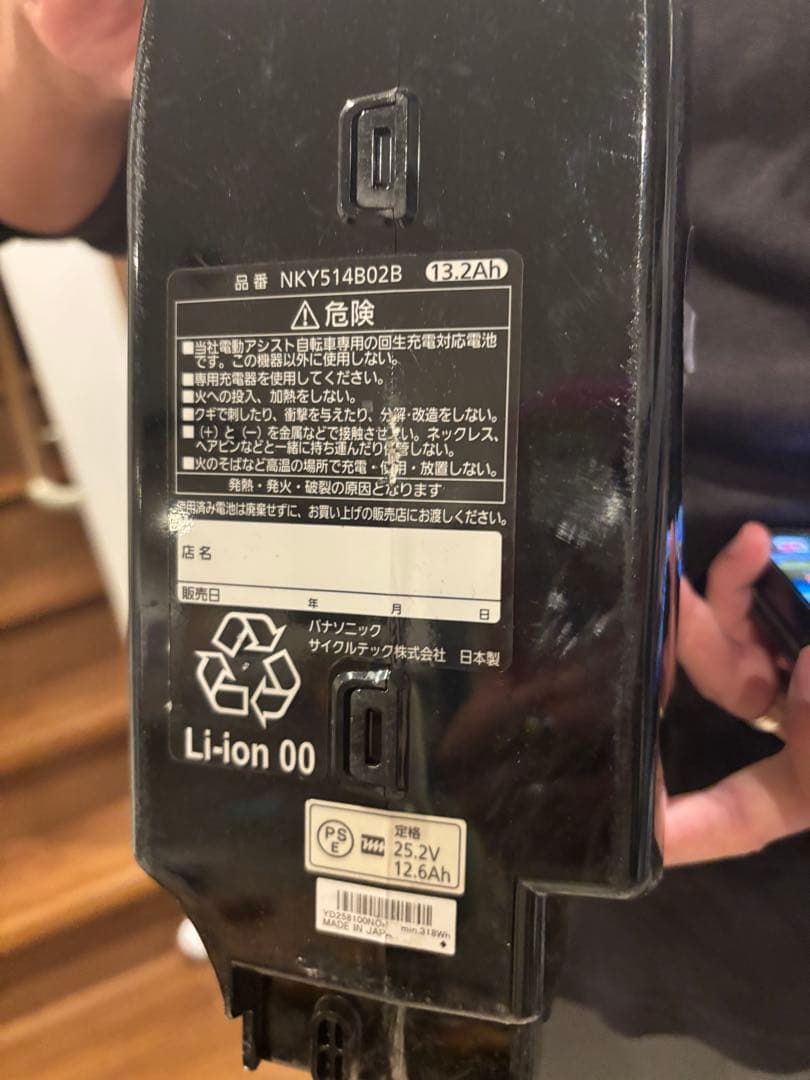 品番 NKY514B02B 13.2Ah
危険
■当社電動アシスト自転車専用の回生充電対応電池
です。この機器以外に使用しない。
■専用充電器を使用してください。
■火への投入、加熱をしない。
■クギで刺したり、衝撃を与えたり、分解・改造をしない。
■(+)と(−)を金属などで接触させない。ネックレス、
ヘアピンなどと一緒に持ち運んだり保管しない。
■火のそばなど高温の場所で充電・使用・放置しない。
発熱・発火・破裂の原因となります
使用済み電池は廃棄せずに、お買い上げの販売店にお渡しください。
店名
販売日 年 月 日
パナソニック
サイクルテック株式会社 日本製
Li-ion 00
PS
E
定格
25.2V
12.6Ah
min.318Wh
MADE IN JAPA